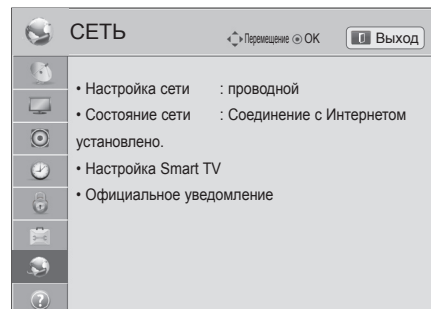 СЕТЬ
Перемещение OK
Выход
• Настройка сети : проводной
• Состояние сети : Соединение с Интернетом
установлено.
• Настройка Smart TV
• Официальное уведомление